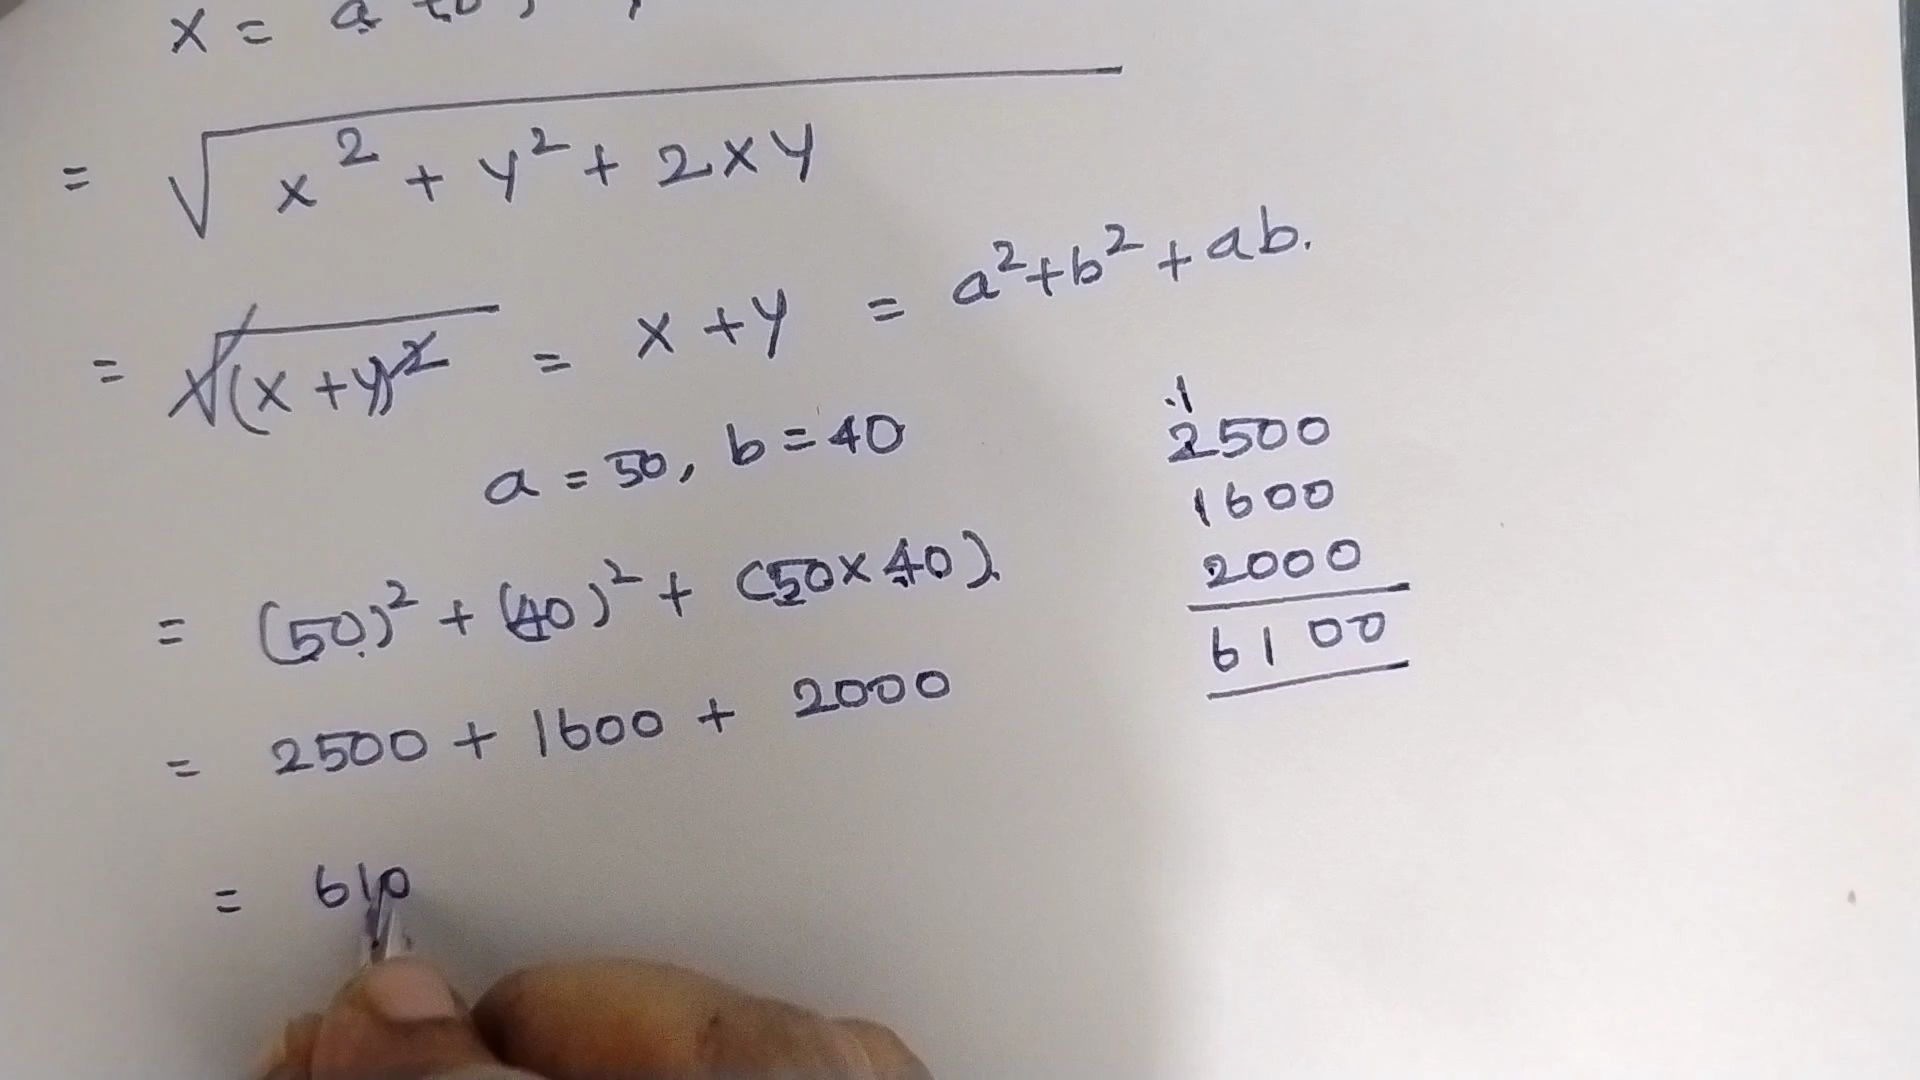 x = a
= √x² + y² + 2xy
= √(x + y)² = x + y = a² + b² + ab.
a = 50, b = 40
= (50)² + (40)² + (50 x 40)
= 2500 + 1600 + 2000
= 610
1
2500
1600
2000
6100